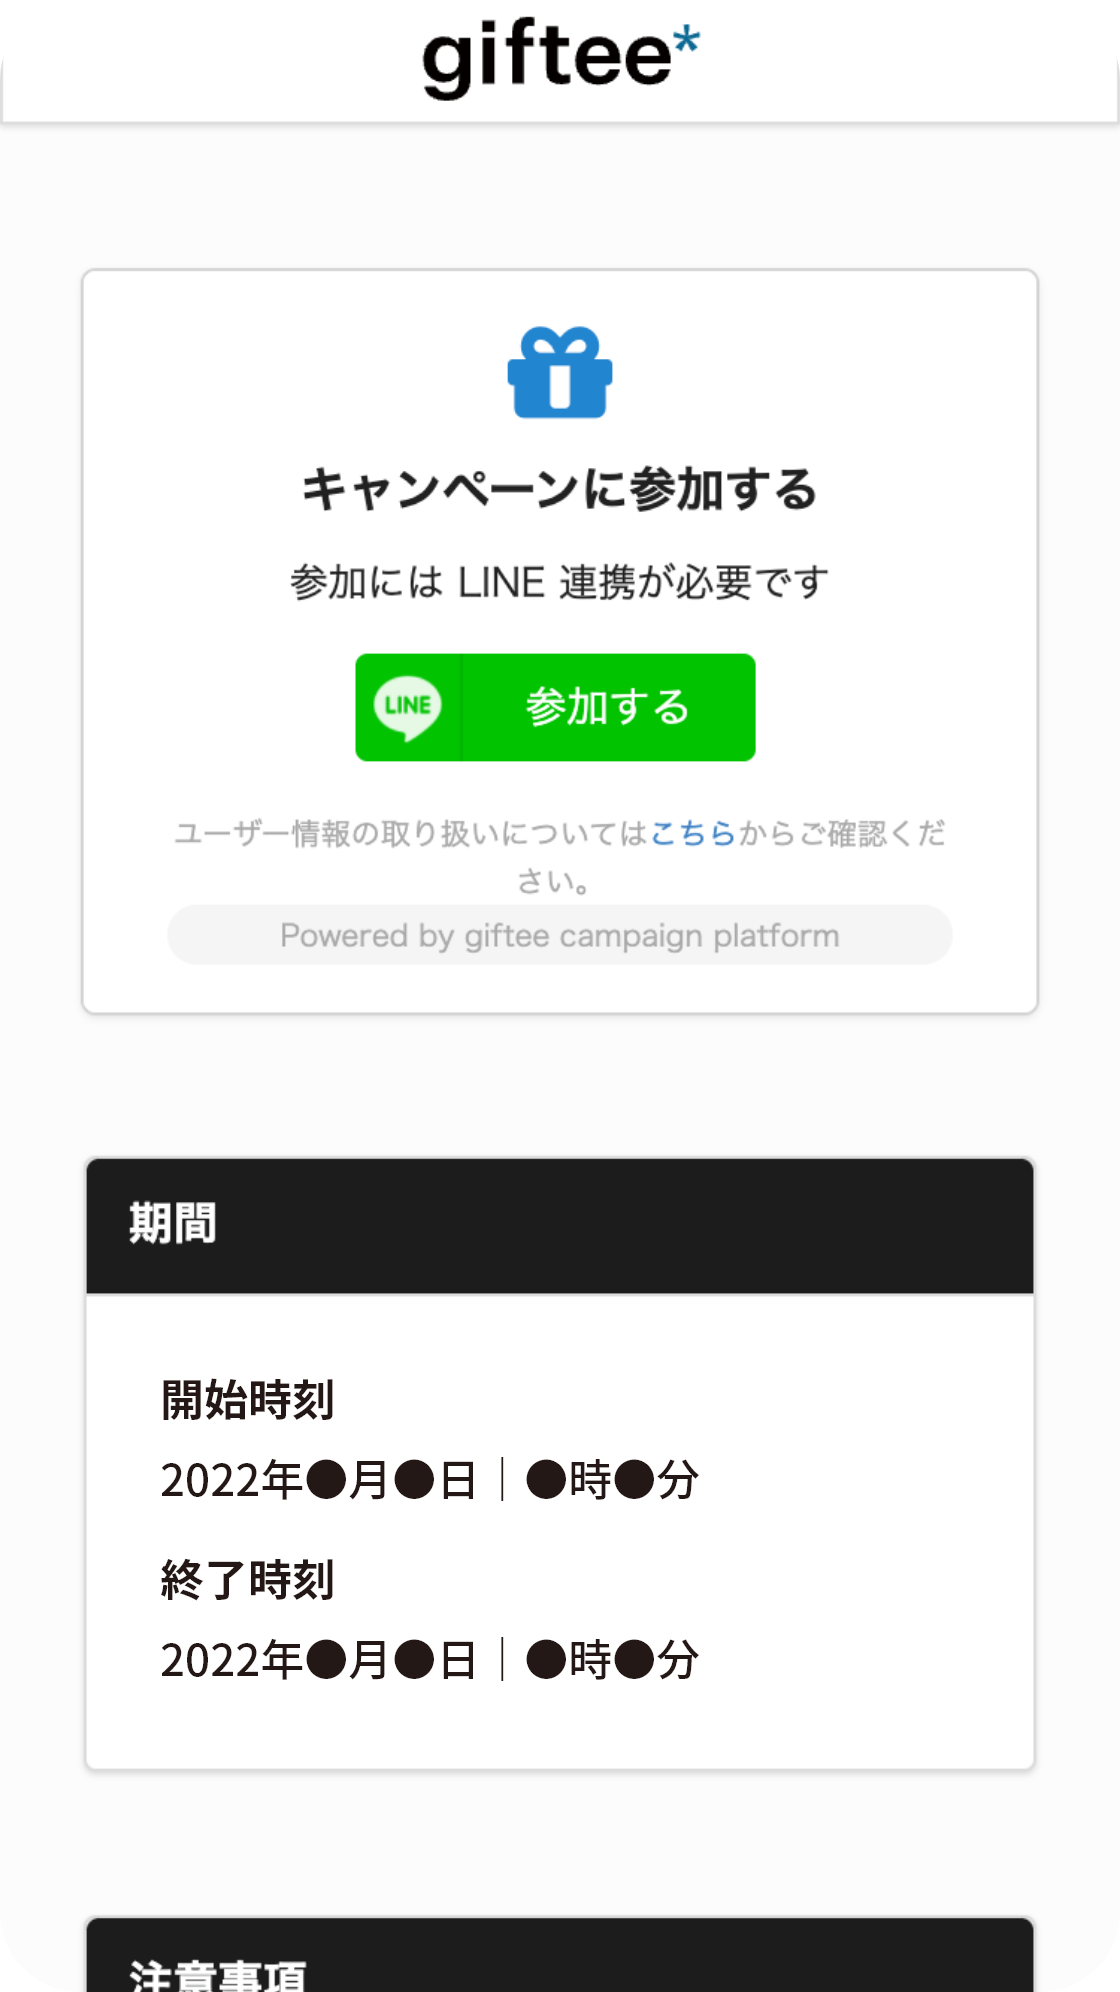 giftee*
キャンペーンに参加する
参加には LINE 連携が必要です
LINE 参加する
ユーザー情報の取り扱いについてはこちらからご確認くだ
さい。
Powered by giftee campaign platform
期間
開始時刻
2022年●月●日｜●時●分
終了時刻
2022年●月●日｜●時●分
注意事項